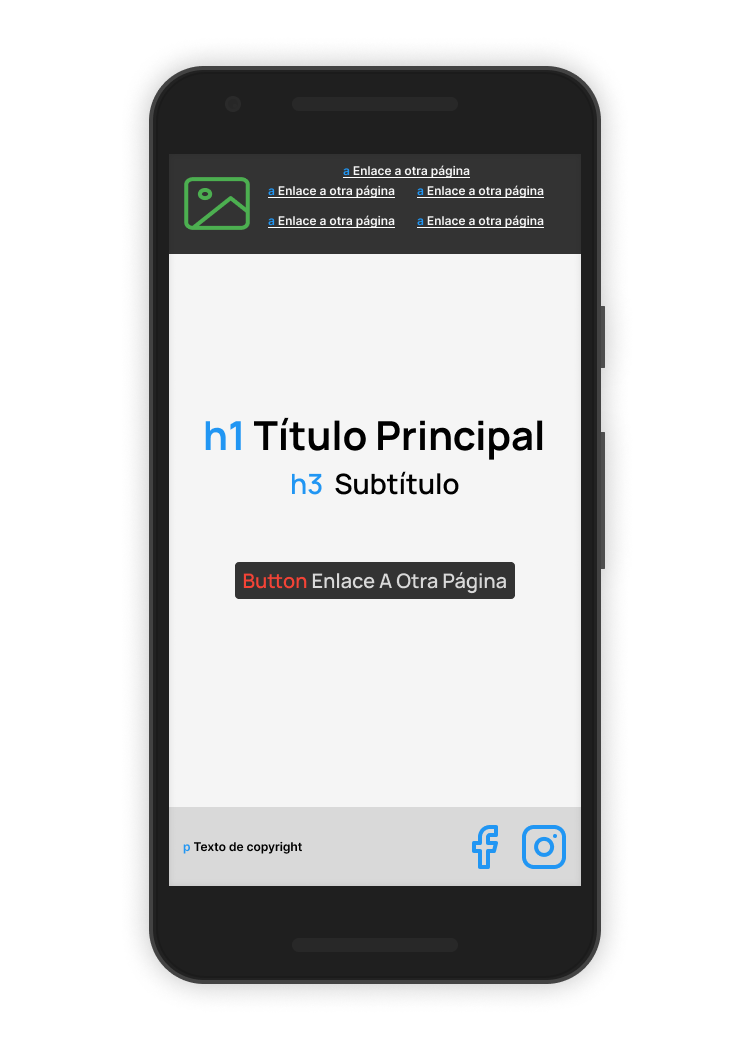 a Enlace a otra página
a Enlace a otra página a Enlace a otra página
a Enlace a otra página a Enlace a otra página
h1 Título Principal
h3 Subtítulo
Button Enlace A Otra Página
p Texto de copyright